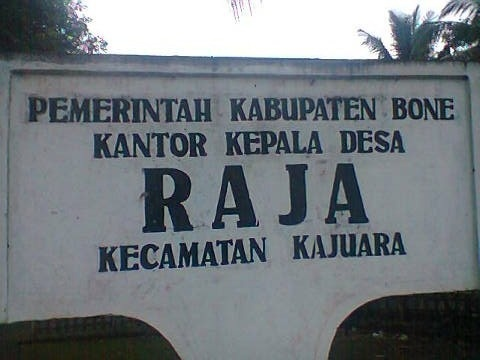 PEMERINTAH KABUPATEN BONE
KANTOR KEPALA DESA
RAJA
KECAMATAN KAJUARA